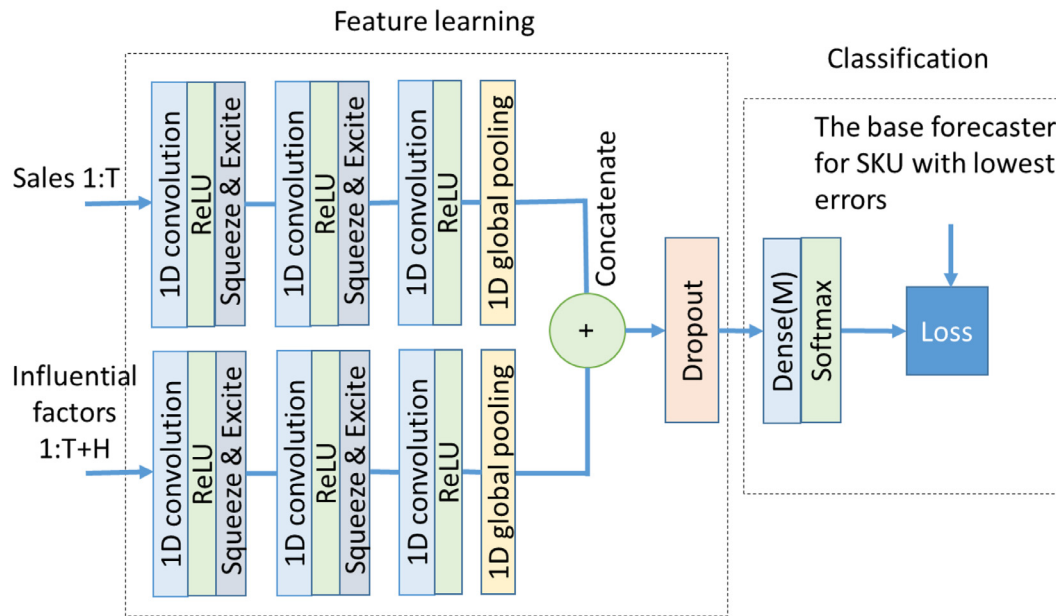 Feature learning
Classification
Sales 1:T
1D convolution
ReLU
Squeeze & Excite
1D convolution
ReLU
Squeeze & Excite
1D convolution
ReLU
1D global pooling
Concatenate
+
Dropout
Influential
factors
1:T+H
1D convolution
ReLU
Squeeze & Excite
1D convolution
ReLU
Squeeze & Excite
1D convolution
ReLU
1D global pooling
The base forecaster
for SKU with lowest
errors
Dense(M)
Softmax
Loss